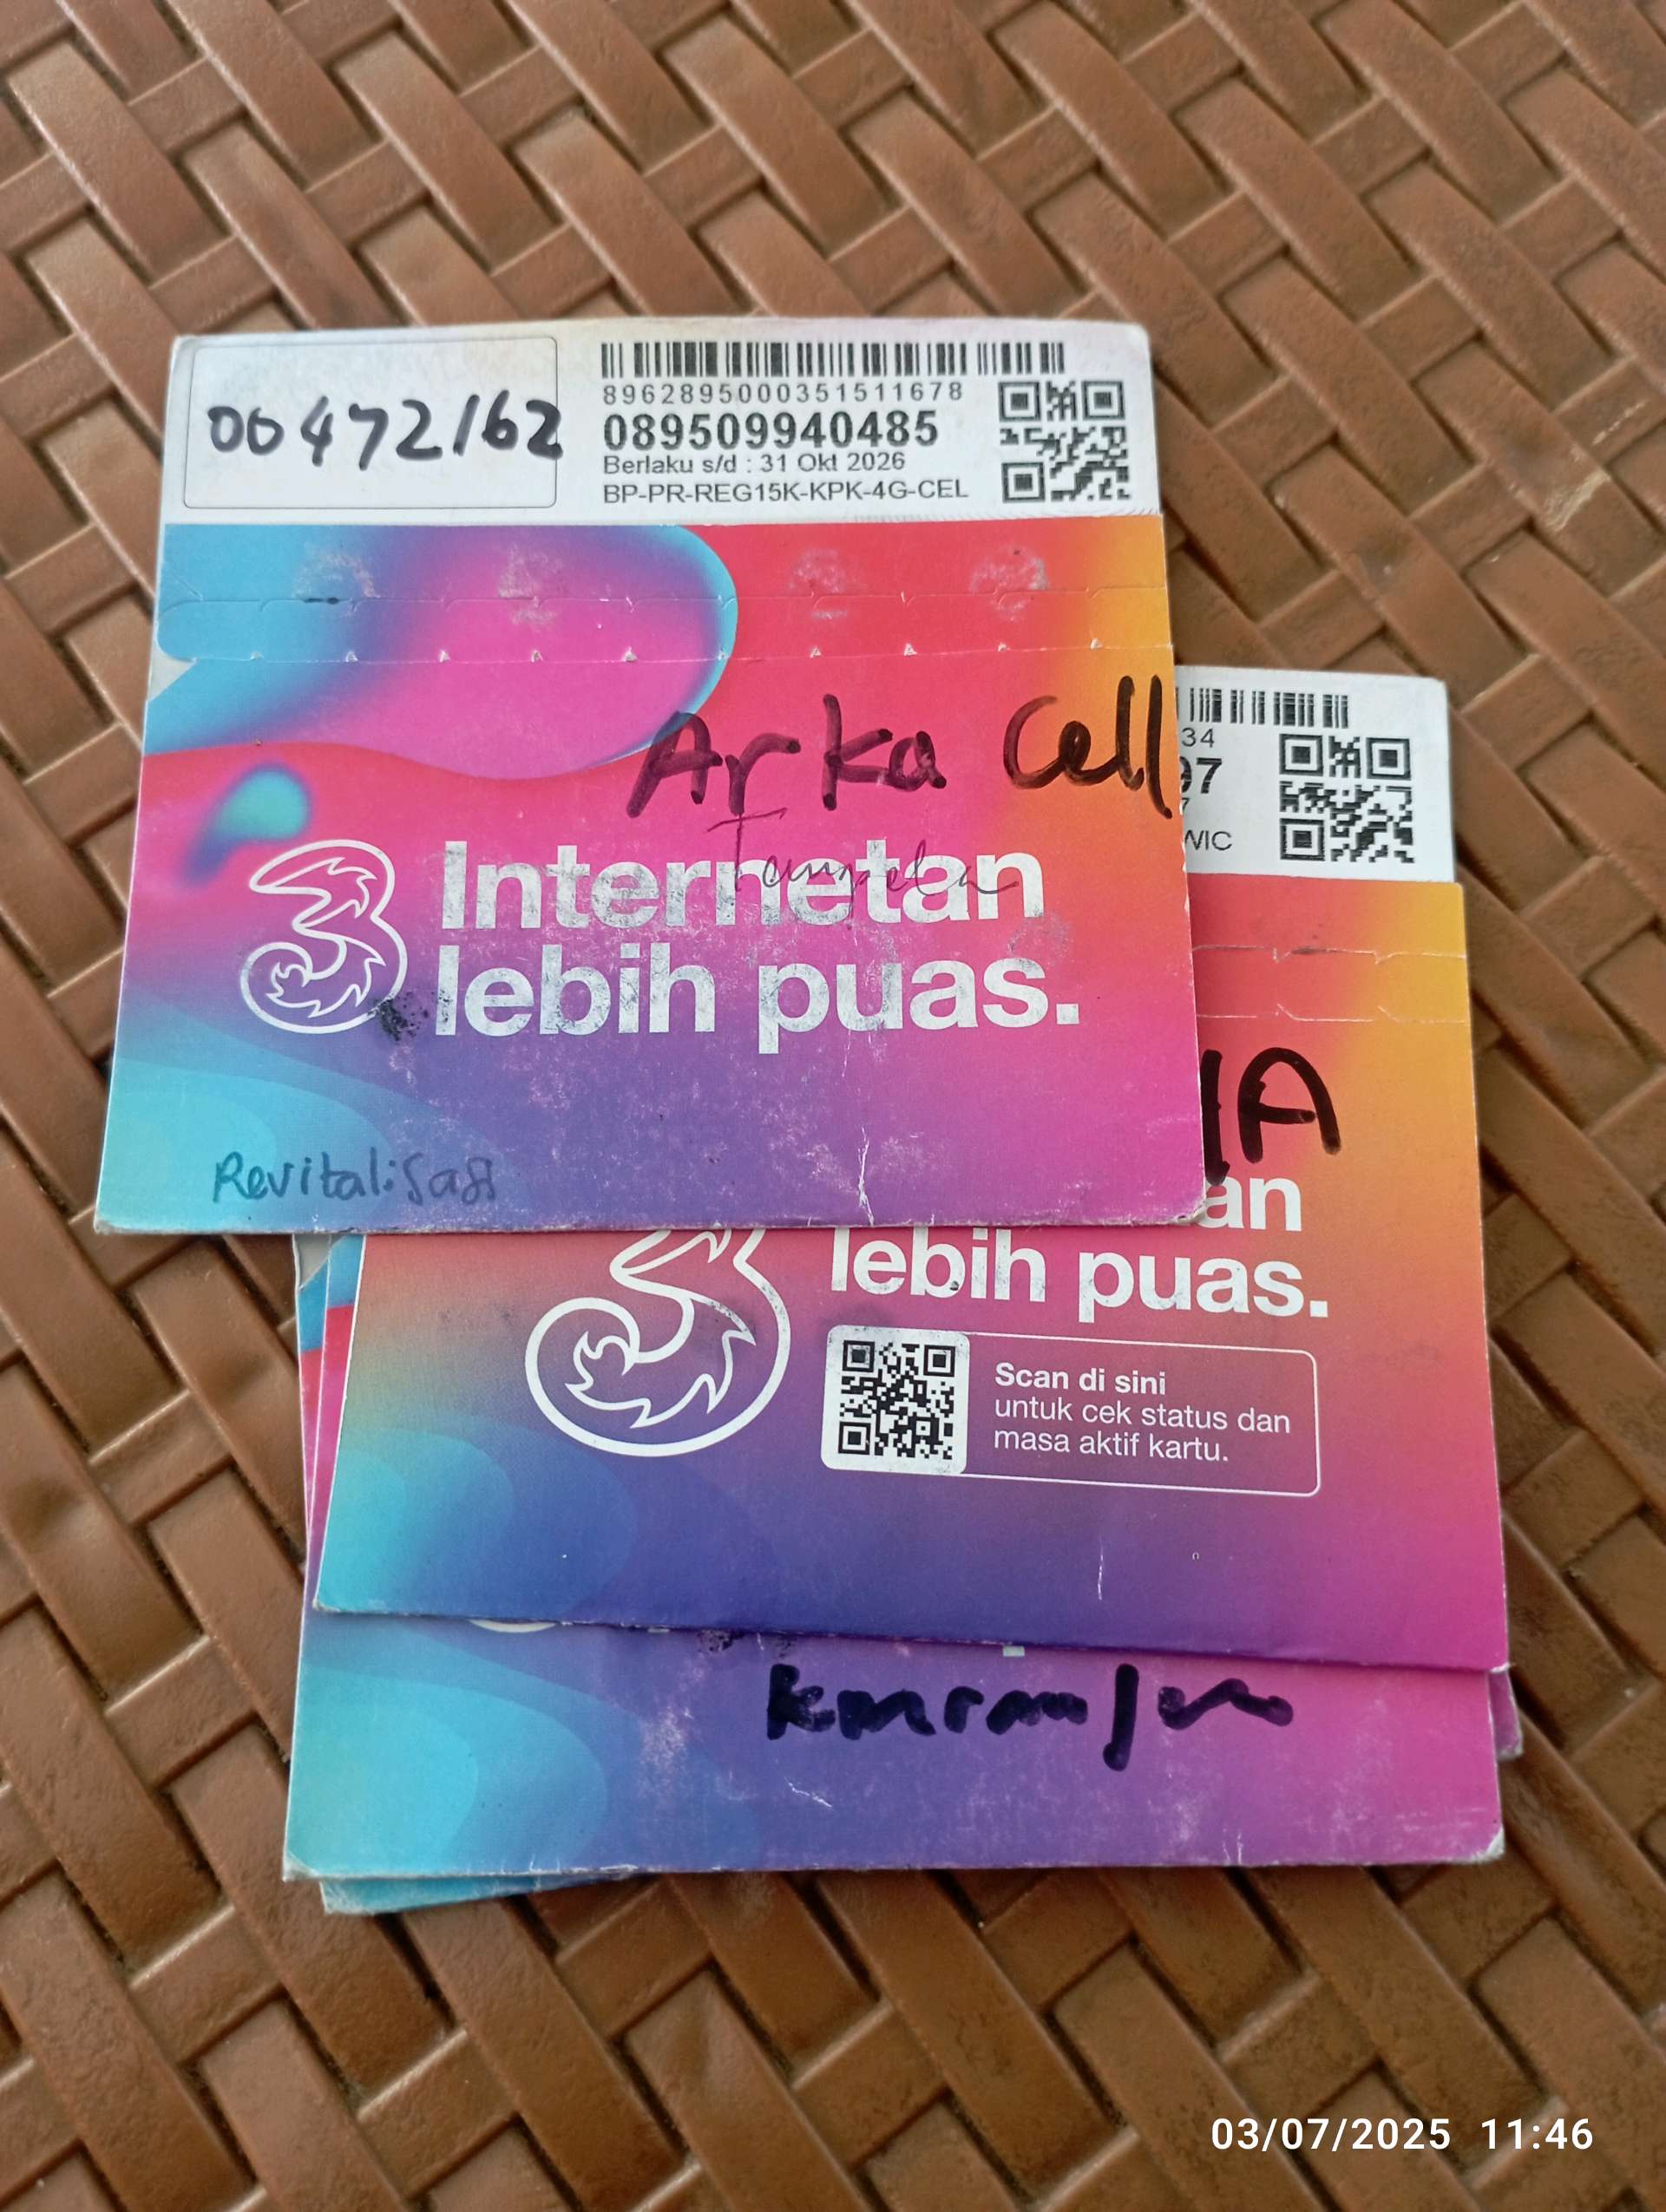 00472162
8962895000351511678
089509940485
Berlaku s/d : 31 Okt 2026
BP-PR-REG15K-KPK-4G-CEL
Arka Cell
3 Internetan
lebih puas.
Revitalisasi
34
97
7
WIC
an
lebih puas.
Scan di sini
untuk cek status dan
masa aktif kartu.
03/07/2025 11:46